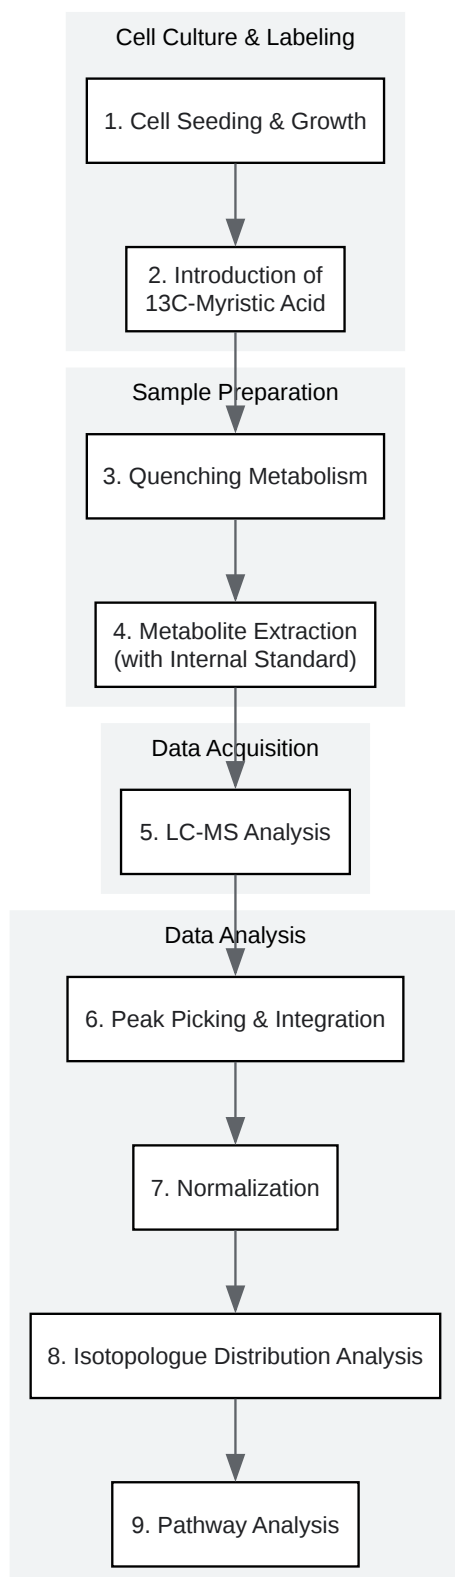 Cell Culture & Labeling
1. Cell Seeding & Growth
2. Introduction of
13C-Myristic Acid
Sample Preparation
3. Quenching Metabolism
4. Metabolite Extraction
(with Internal Standard)
Data Acquisition
5. LC-MS Analysis
Data Analysis
6. Peak Picking & Integration
7. Normalization
8. Isotopologue Distribution Analysis
9. Pathway Analysis